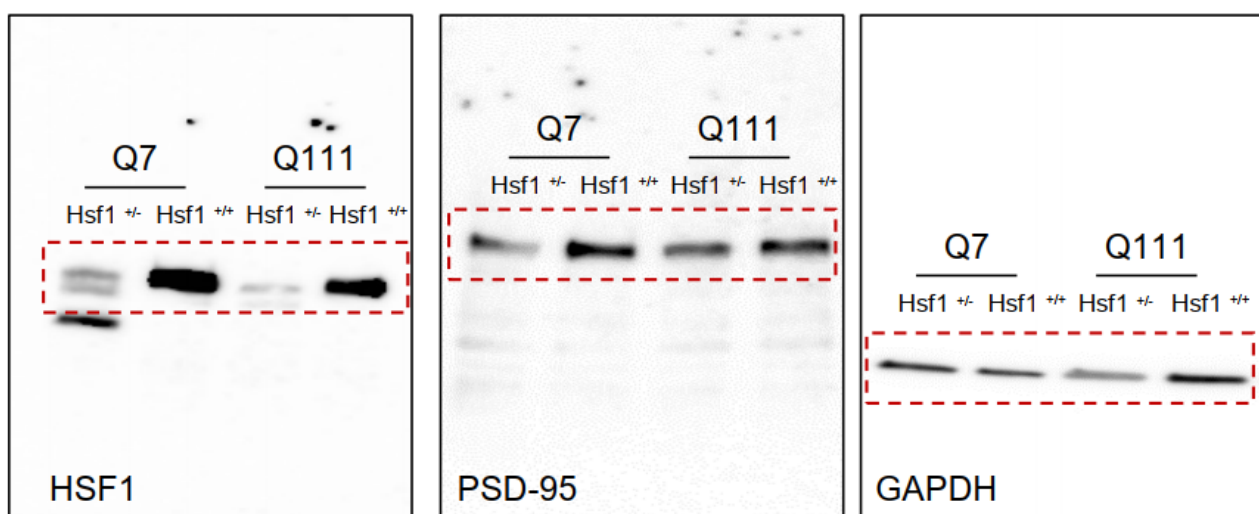 Q7 Q111
Hsf1 +/- Hsf1 +/+ Hsf1 +/- Hsf1 +/+
HSF1
Q7 Q111
Hsf1 +/- Hsf1 +/+ Hsf1 +/- Hsf1 +/+
PSD-95
Q7 Q111
Hsf1 +/- Hsf1 +/+ Hsf1 +/- Hsf1 +/+
GAPDH